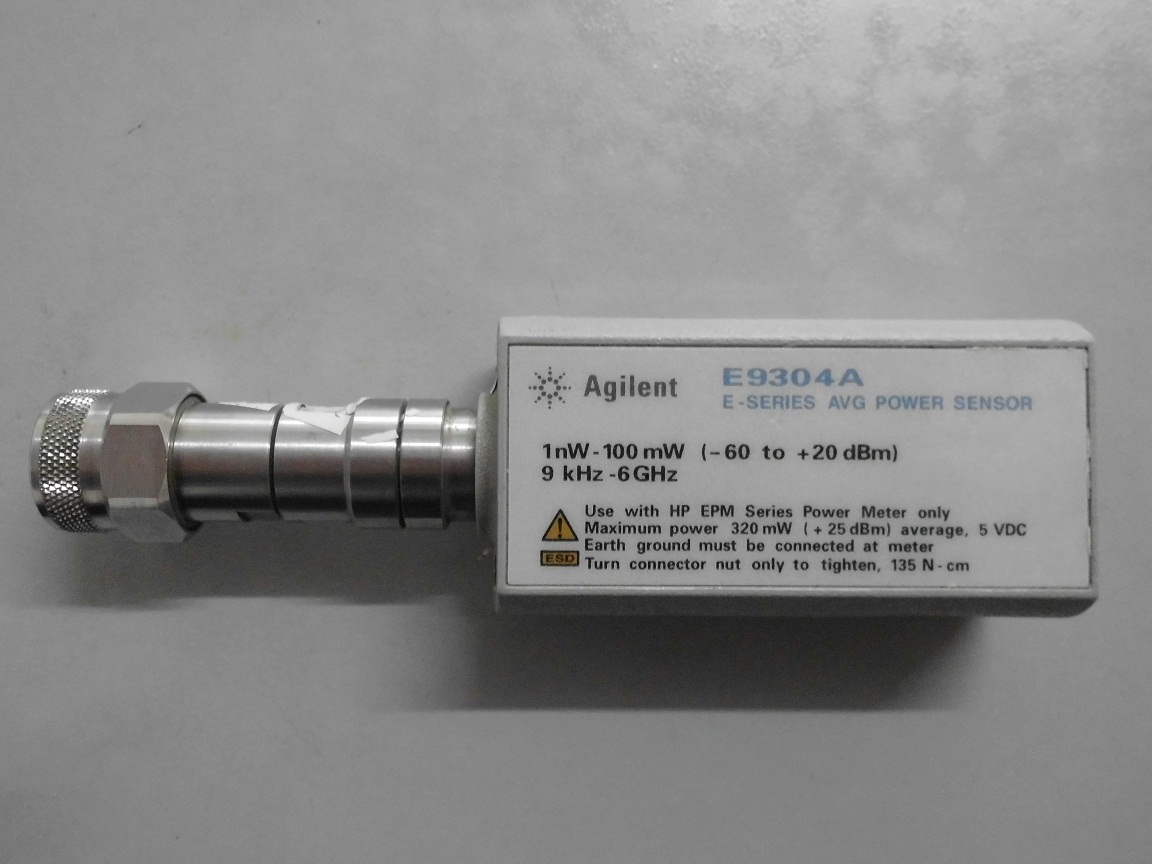 Agilent E9304A
E-SERIES AVG POWER SENSOR
1nW-100mW (-60 to +20 dBm)
9 kHz -6GHz
Use with HP EPM Series Power Meter only
Maximum power 320mW (+25dBm) average, 5 VDC
Earth ground must be connected at meter
ESD Turn connector nut only to tighten, 135 N-cm